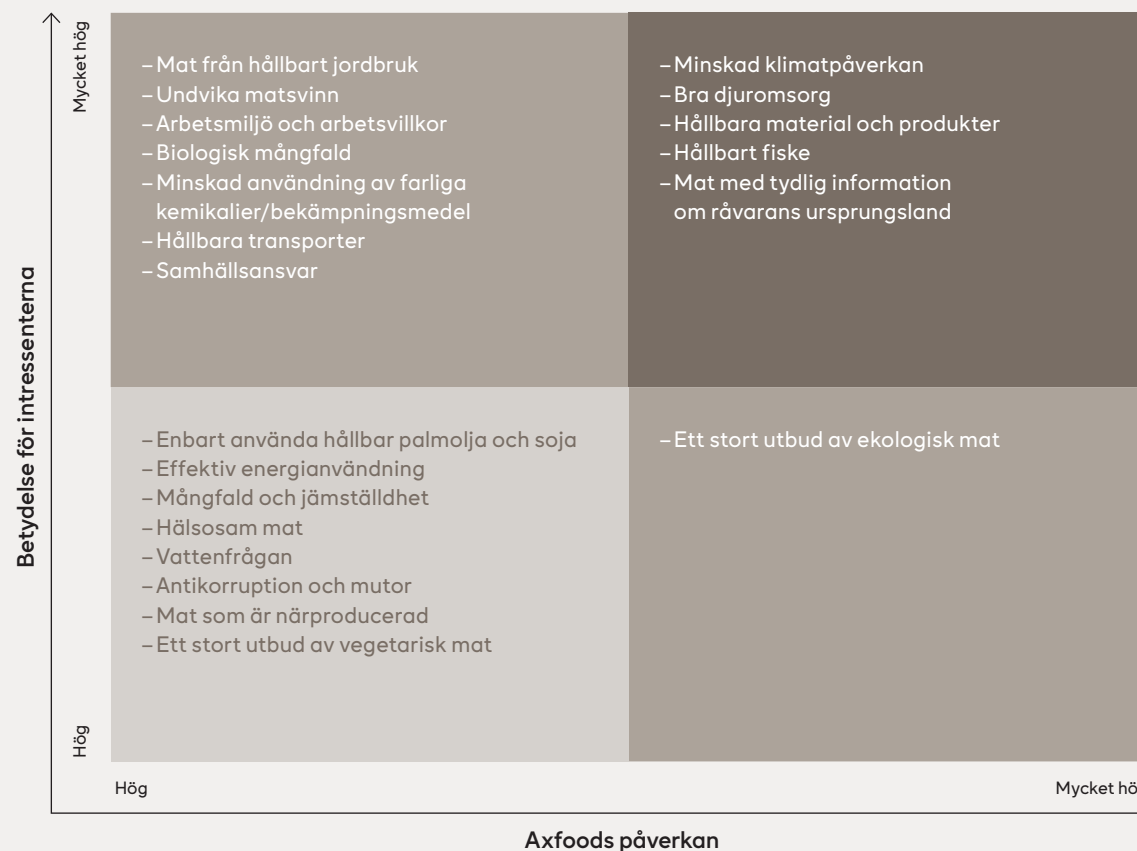 Mycket hög
– Mat från hållbart jordbruk
– Undvika matsvinn
– Arbetsmiljö och arbetsvillkor
– Biologisk mångfald
– Minskad användning av farliga
kemikalier/bekämpningsmedel
– Hållbara transporter
– Samhällsansvar
– Minskad klimatpåverkan
– Bra djuromsorg
– Hållbara material och produkter
– Hållbart fiske
– Mat med tydlig information
om råvarans ursprungsland
Betydelse för intressenterna
– Enbart använda hållbar palmolja och soja
– Effektiv energianvändning
– Mångfald och jämställdhet
– Hälsosam mat
– Vattenfrågan
– Antikorruption och mutor
– Mat som är närproducerad
– Ett stort utbud av vegetarisk mat
– Ett stort utbud av ekologisk mat
Hög
Hög
Mycket hö
Axfoods påverkan